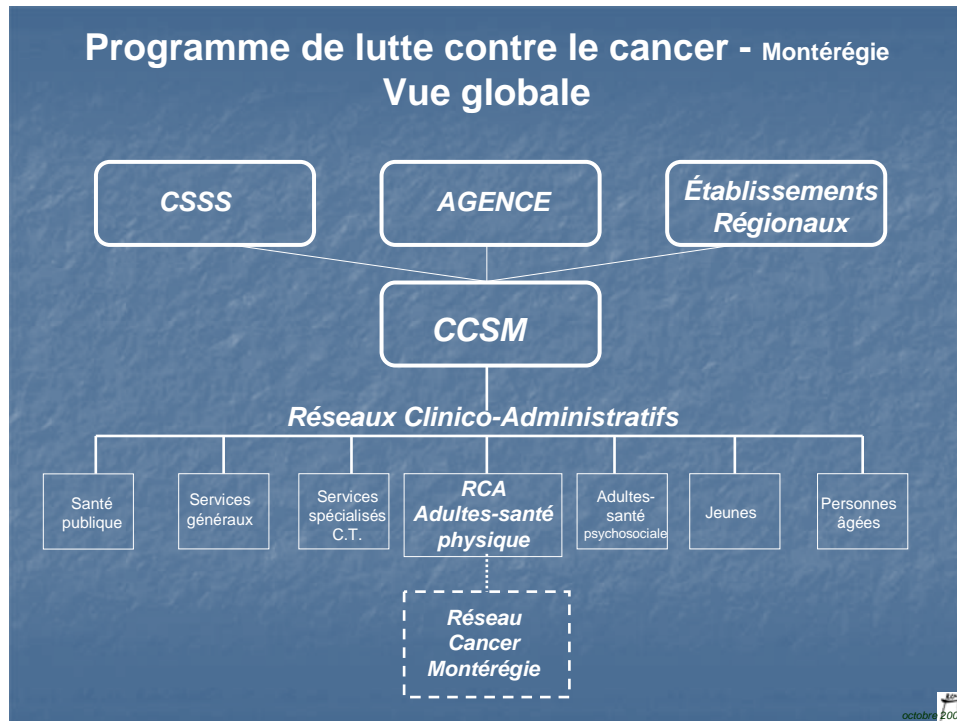 Programme de lutte contre le cancer - Montérégie
Vue globale
CSSS
AGENCE
Établissements
Régionaux
CCSM
Réseaux Clinico-Administratifs
Santé
publique
Services
généraux
Services
spécialisés
C.T.
RCA
Adultes-santé
physique
Adultes-
santé
psychosociale
Jeunes
Personnes
âgées
Réseau
Cancer
Montérégie
octobre